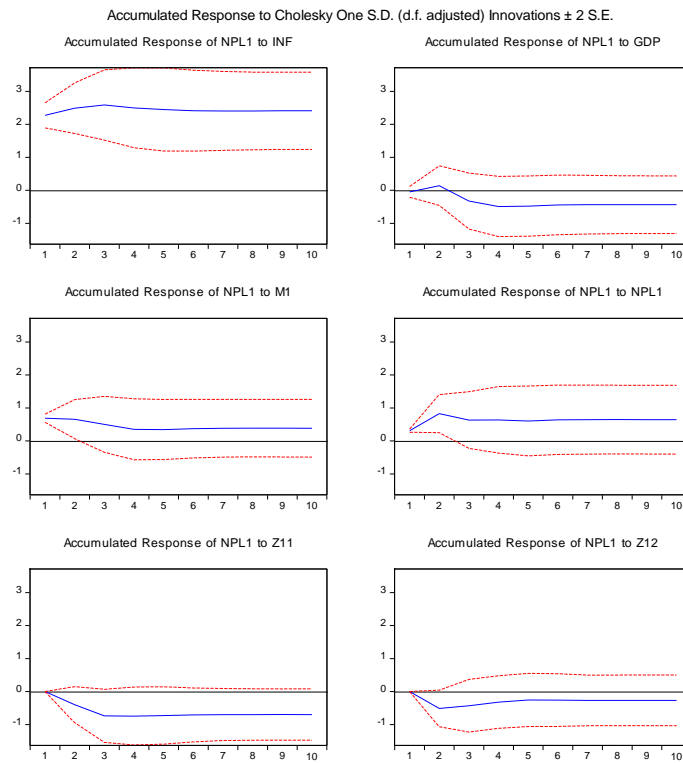 Accumulated Response to Cholesky One S.D. (d.f. adjusted) Innovations ± 2 S.E.
Accumulated Response of NPL1 to INF
3
2
1
0
-1
1 2 3 4 5 6 7 8 9 10
Accumulated Response of NPL1 to GDP
3
2
1
0
-1
1 2 3 4 5 6 7 8 9 10
Accumulated Response of NPL1 to M1
3
2
1
0
-1
1 2 3 4 5 6 7 8 9 10
Accumulated Response of NPL1 to NPL1
3
2
1
0
-1
1 2 3 4 5 6 7 8 9 10
Accumulated Response of NPL1 to Z11
3
2
1
0
-1
1 2 3 4 5 6 7 8 9 10
Accumulated Response of NPL1 to Z12
3
2
1
0
-1
1 2 3 4 5 6 7 8 9 10